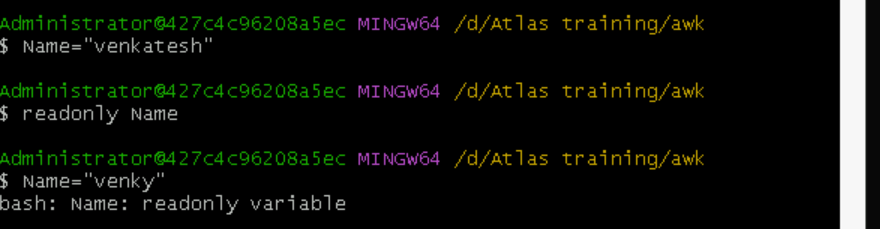 Administrator@427c4c96208a5ec MINGW64 /d/Atlas training/awk
$ Name="venkatesh"
Administrator@427c4c96208a5ec MINGW64 /d/Atlas training/awk
$ readonly Name
Administrator@427c4c96208a5ec MINGW64 /d/Atlas training/awk
$ Name="venky"
bash: Name: readonly variable